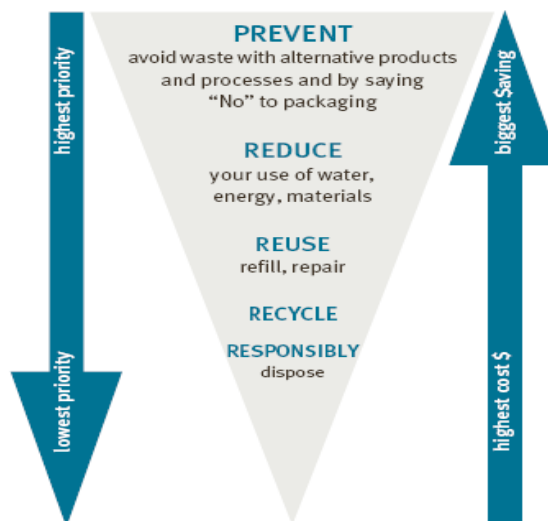 PREVENT
avoid waste with alternative products
and processes and by saying
“No” to packaging
REDUCE
your use of water,
energy, materials
REUSE
refill, repair
RECYCLE
RESPONSIBLY
dispose
highest priority
lowest priority
biggest $aving
highest cost $